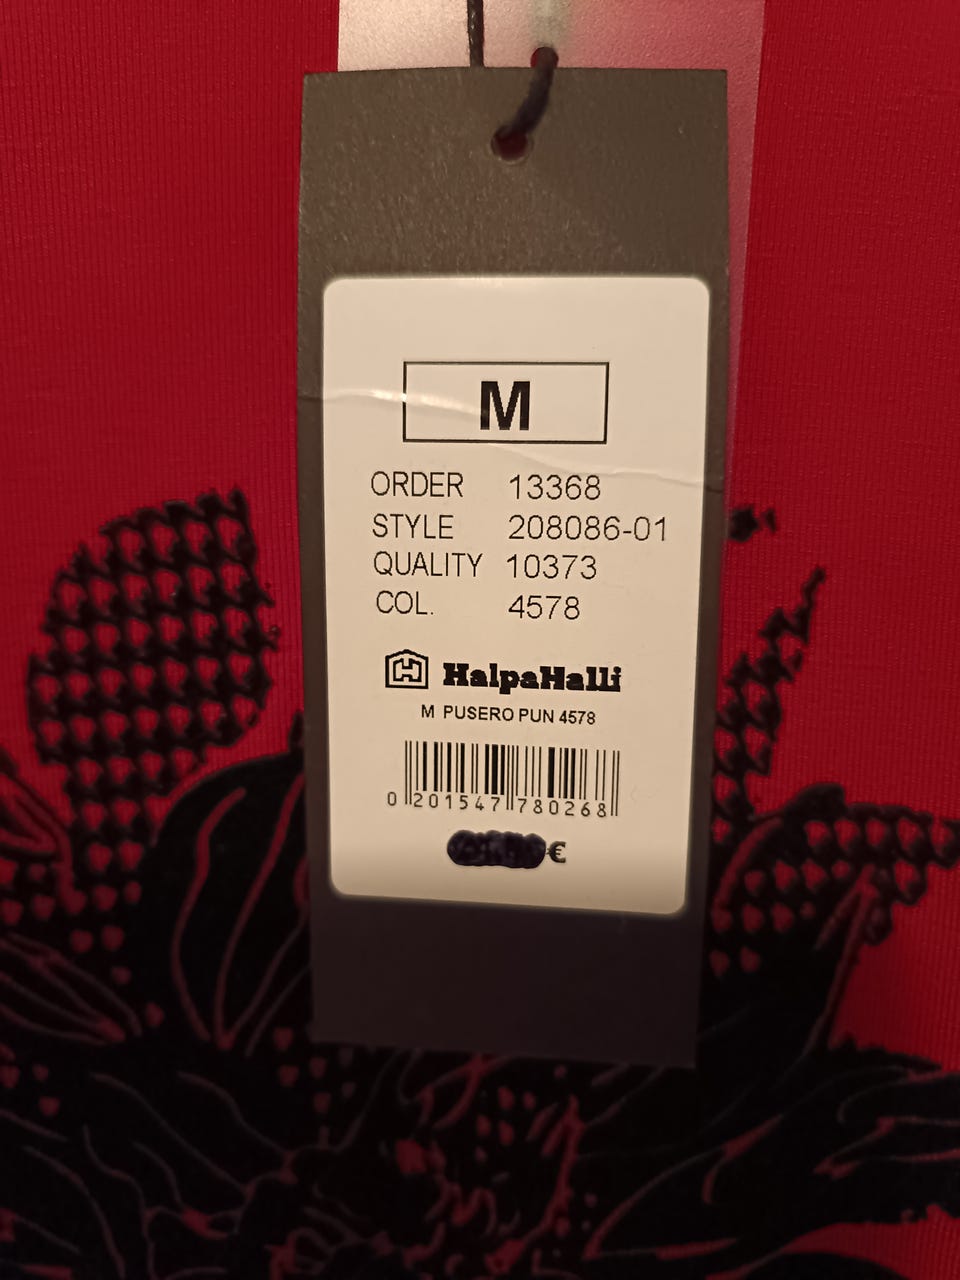 M
ORDER 13368
STYLE 208086-01
QUALITY 10373
COL. 4578
HalpaHalli
M PUSERO PUN 4578
0 201547 780268
€